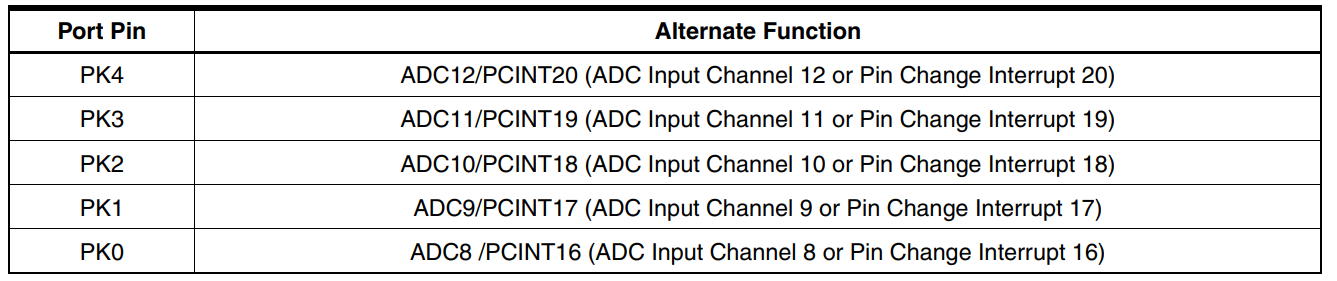 Port Pin Alternate Function
PK4 ADC12/PCINT20 (ADC Input Channel 12 or Pin Change Interrupt 20)
PK3 ADC11/PCINT19 (ADC Input Channel 11 or Pin Change Interrupt 19)
PK2 ADC10/PCINT18 (ADC Input Channel 10 or Pin Change Interrupt 18)
PK1 ADC9/PCINT17 (ADC Input Channel 9 or Pin Change Interrupt 17)
PK0 ADC8 /PCINT16 (ADC Input Channel 8 or Pin Change Interrupt 16)